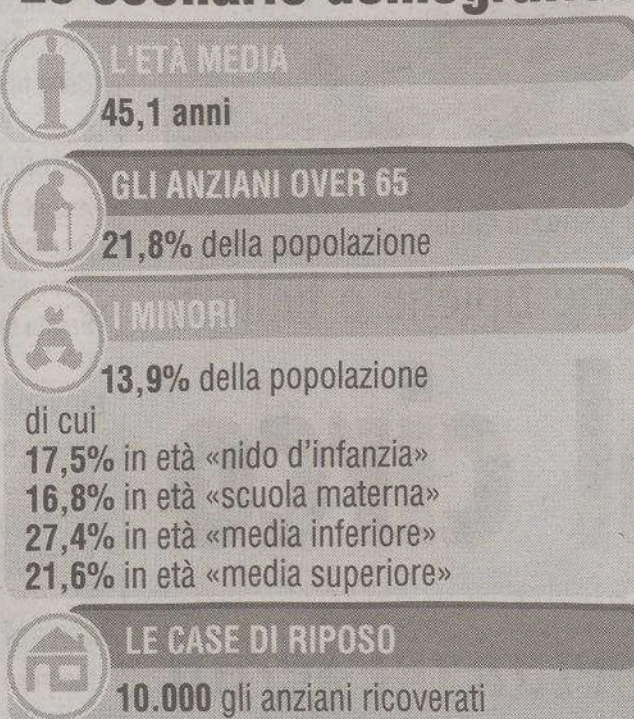 L'ETÀ MEDIA
45,1 anni
GLI ANZIANI OVER 65
21,8% della popolazione
I MINORI
13,9% della popolazione
di cui
17,5% in età «nido d'infanzia»
16,8% in età «scuola materna»
27,4% in età «media inferiore»
21,6% in età «media superiore»
LE CASE DI RIPOSO
10.000 gli anziani ricoverati